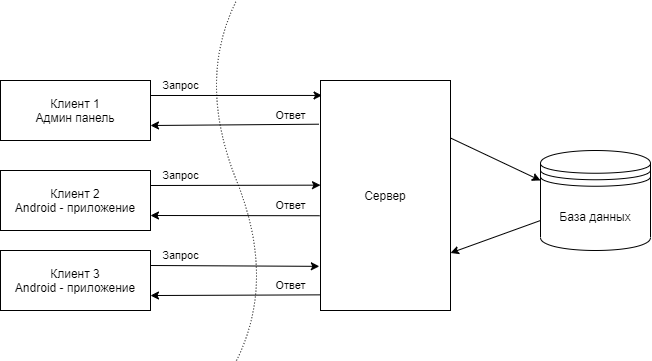 Запрос
Клиент 1
Админ панель
Ответ
Запрос
Клиент 2
Android - приложение
Ответ
Сервер
База данных
Запрос
Клиент 3
Android - приложение
Ответ